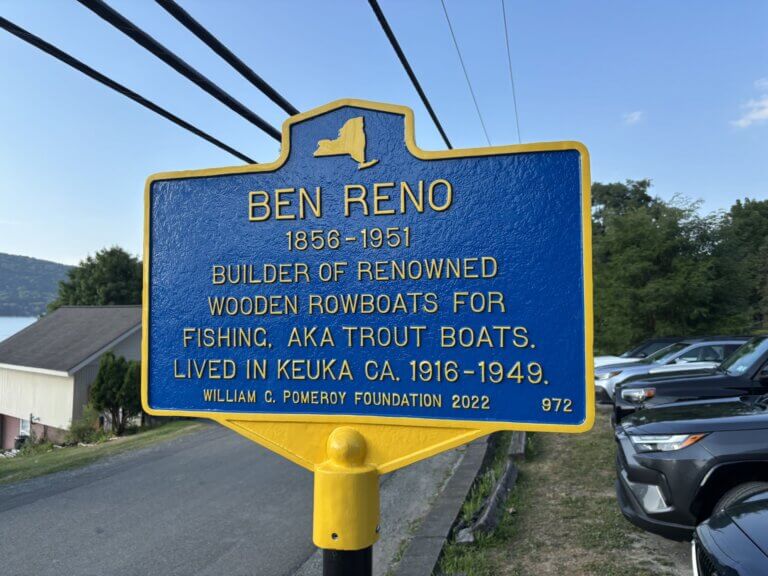 BEN RENO
1856-1951
BUILDER OF RENOWNED
WOODEN ROWBOATS FOR
FISHING, AKA TROUT BOATS.
LIVED IN KEUKA CA. 1916-1949.
WILLIAM G. POMEROY FOUNDATION 2022 972